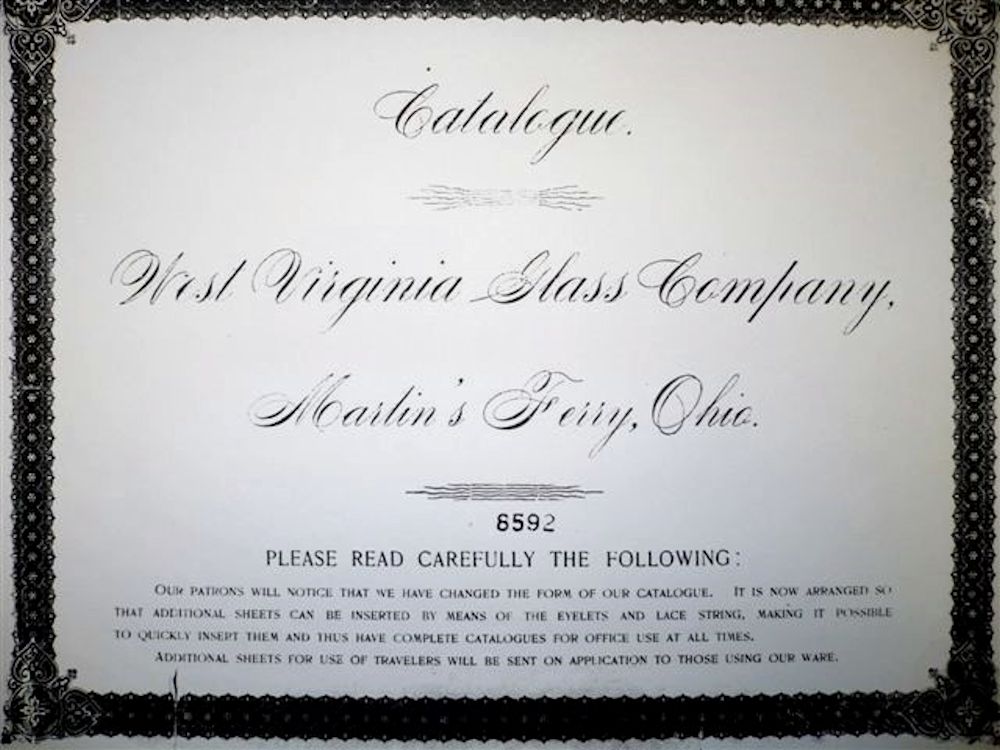 Catalogue.
West Virginia Glass Company,
Martin's Ferry, Ohio.
8592
PLEASE READ CAREFULLY THE FOLLOWING:
OUR PATRONS WILL NOTICE THAT WE HAVE CHANGED THE FORM OF OUR CATALOGUE. IT IS NOW ARRANGED SO
THAT ADDITIONAL SHEETS CAN BE INSERTED BY MEANS OF THE EYELETS AND LACE STRING, MAKING IT POSSIBLE
TO QUICKLY INSERT THEM AND THUS HAVE COMPLETE CATALOGUES FOR OFFICE USE AT ALL TIMES.
ADDITIONAL SHEETS FOR USE OF TRAVELERS WILL BE SENT ON APPLICATION TO THOSE USING OUR WARE.